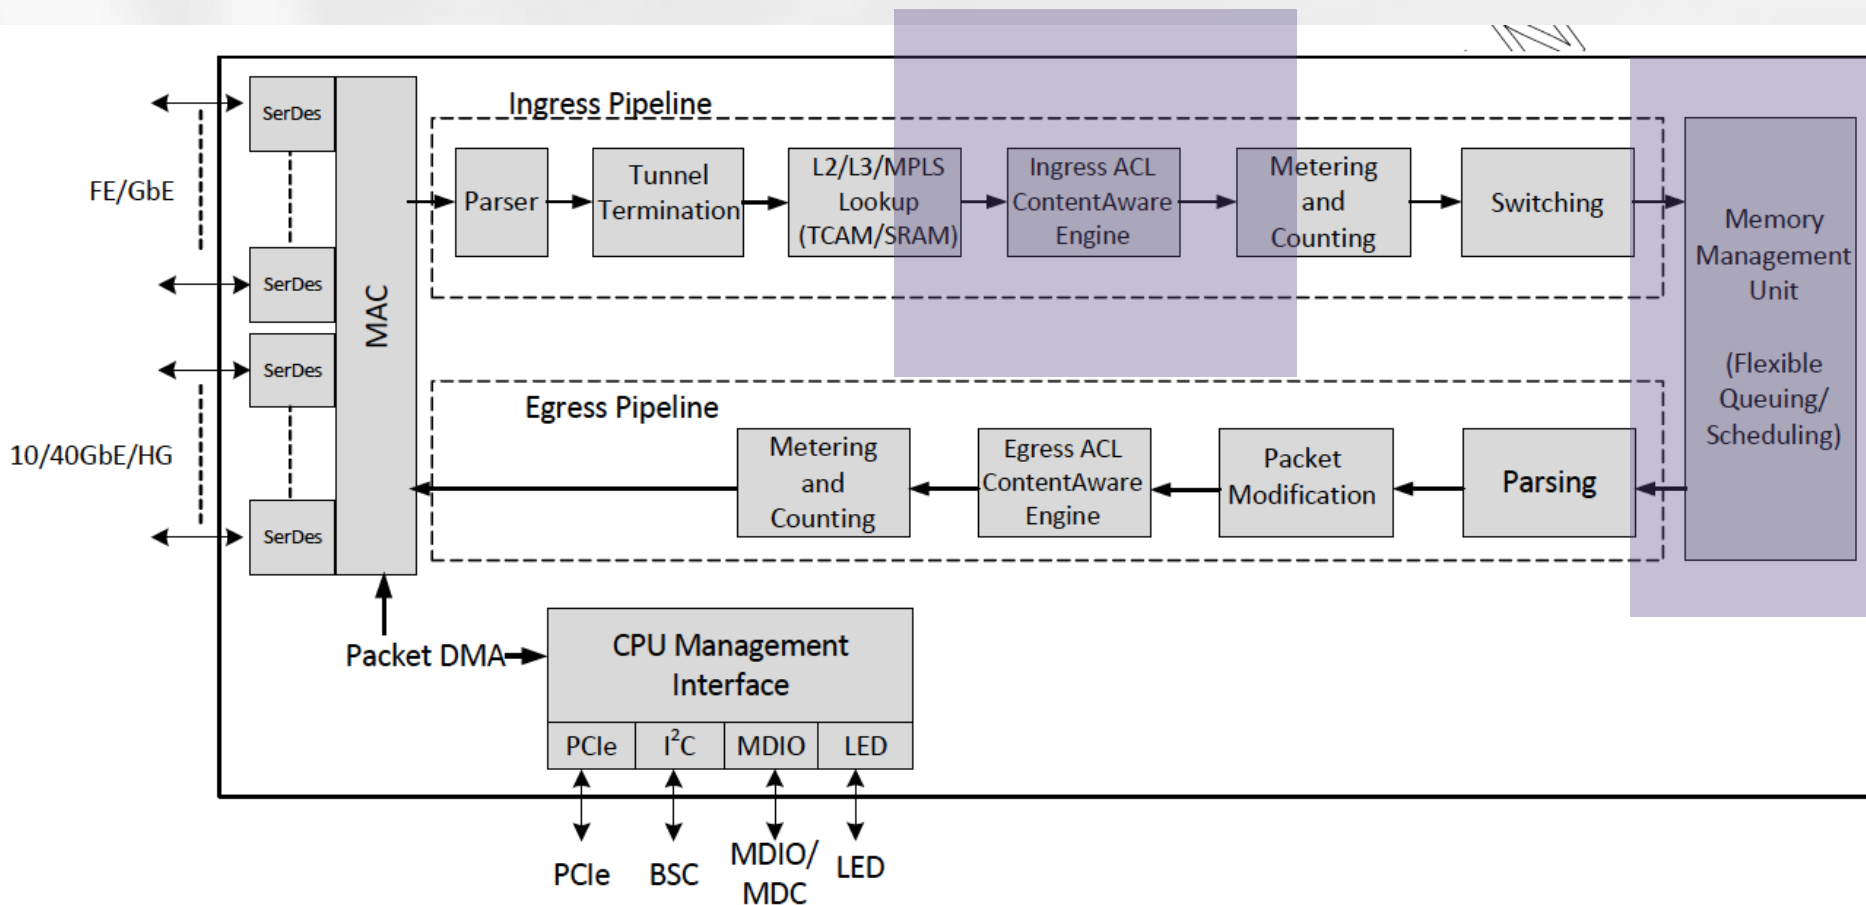 Ingress Pipeline
SerDes
FE/GbE
SerDes
SerDes
10/40GbE/HG
SerDes
MAC
Parser
Tunnel
Termination
L2/L3/MPLS
Lookup
(TCAM/SRAM)
Ingress ACL
ContentAware
Engine
Metering
and
Counting
Switching
Memory
Management
Unit
(Flexible
Queuing/
Scheduling)
Egress Pipeline
Metering
and
Counting
Egress ACL
ContentAware
Engine
Packet
Modification
Parsing
Packet DMA
CPU Management
Interface
PCIe
I²C
MDIO
LED
PCIe
BSC
MDIO/
MDC
LED